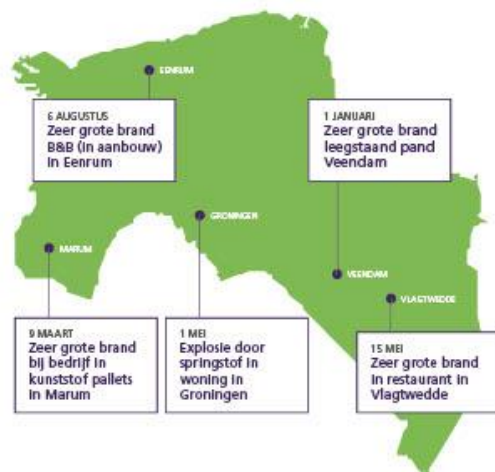 EENRUM
6 AUGUSTUS
Zeer grote brand
B&B (in aanbouw)
in Eenrum
1 JANUARI
Zeer grote brand
leegstaand pand
Veendam
GRONINGEN
MARUM
VEENDAM
VLAGTWEDDE
9 MAART
Zeer grote brand
bij bedrijf in
kunststof pallets
in Marum
1 MEI
Explosie door
springstof in
woning in
Groningen
15 MEI
Zeer grote brand
in restaurant in
Vlagtwedde